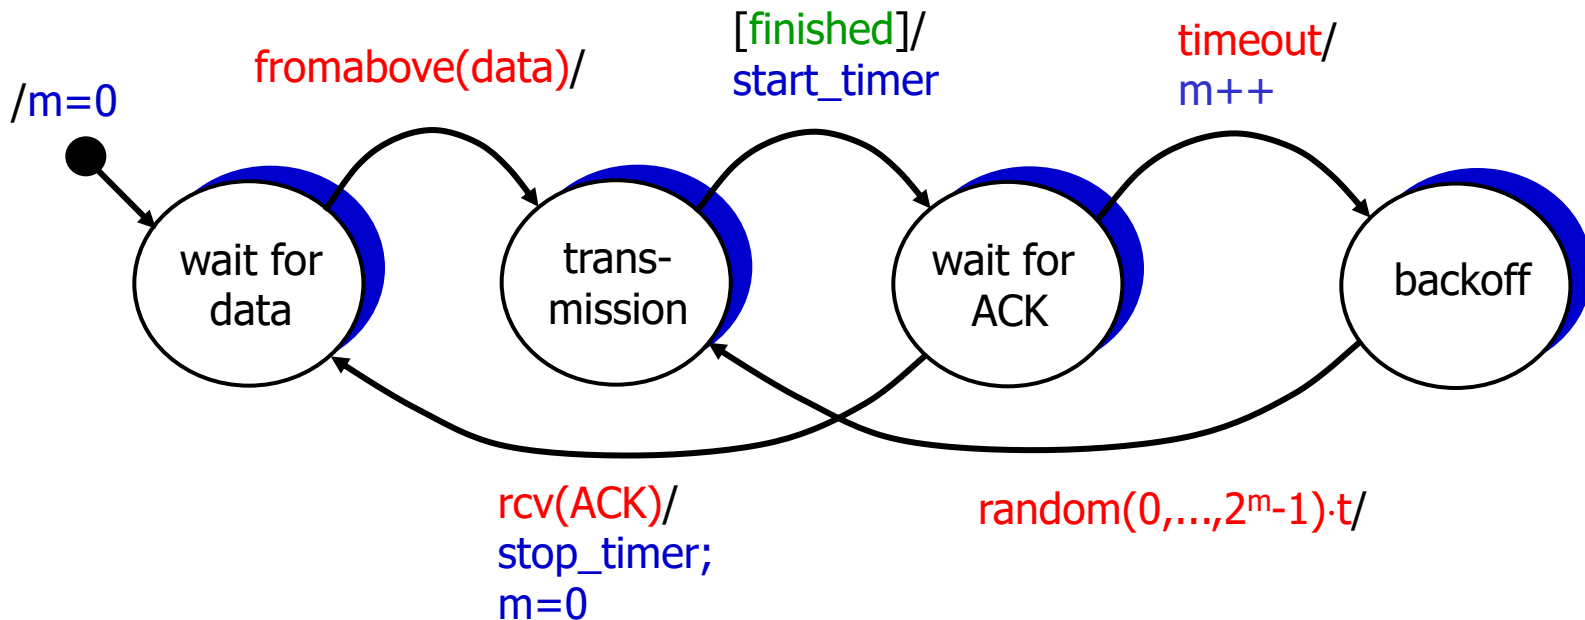 /m=0
fromabove(data)/
[finished]/
start_timer
timeout/
m++
wait for
data
trans-
mission
wait for
ACK
backoff
rcv(ACK)/
stop_timer;
m=0
random(0,...,2ᵐ-1)·t/